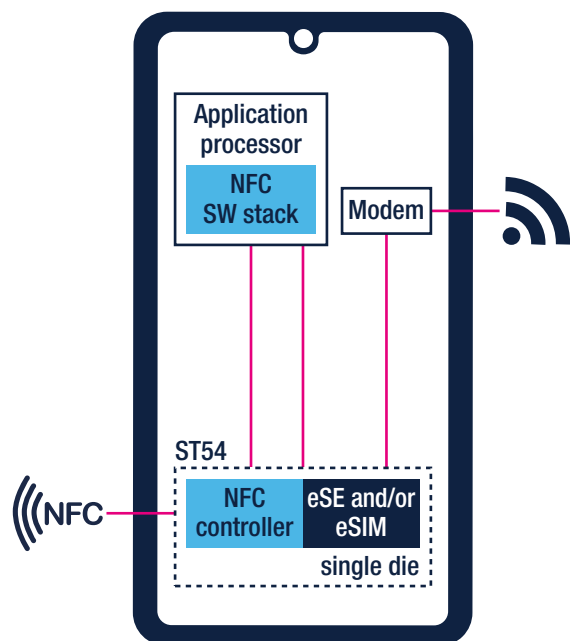 Application
processor
NFC
SW stack
Modem
ST54
NFC
NFC
controller
eSE and/or
eSIM
single die